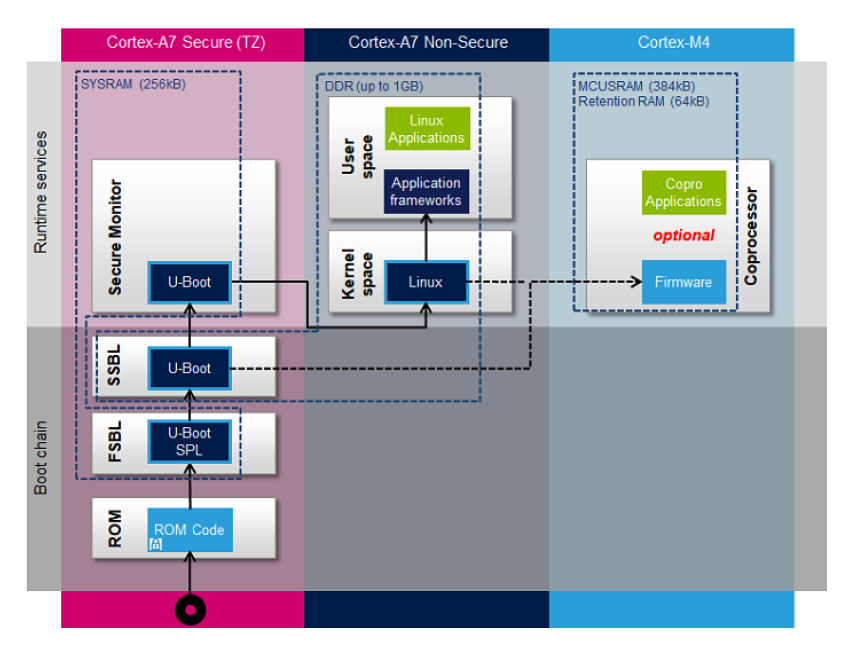 Cortex-A7 Secure (TZ)
Cortex-A7 Non-Secure
Cortex-M4
Runtime services
SYSRAM (256kB)
Secure Monitor
U-Boot
DDR (up to 1GB)
User
space
Linux
Applications
Application
frameworks
Kernel
space
Linux
MCUSRAM (384kB)
Retention RAM (64kB)
Copro
Applications
optional
Firmware
Coprocessor
Boot chain
SSBL
U-Boot
FSBL
U-Boot
SPL
ROM
ROM Code